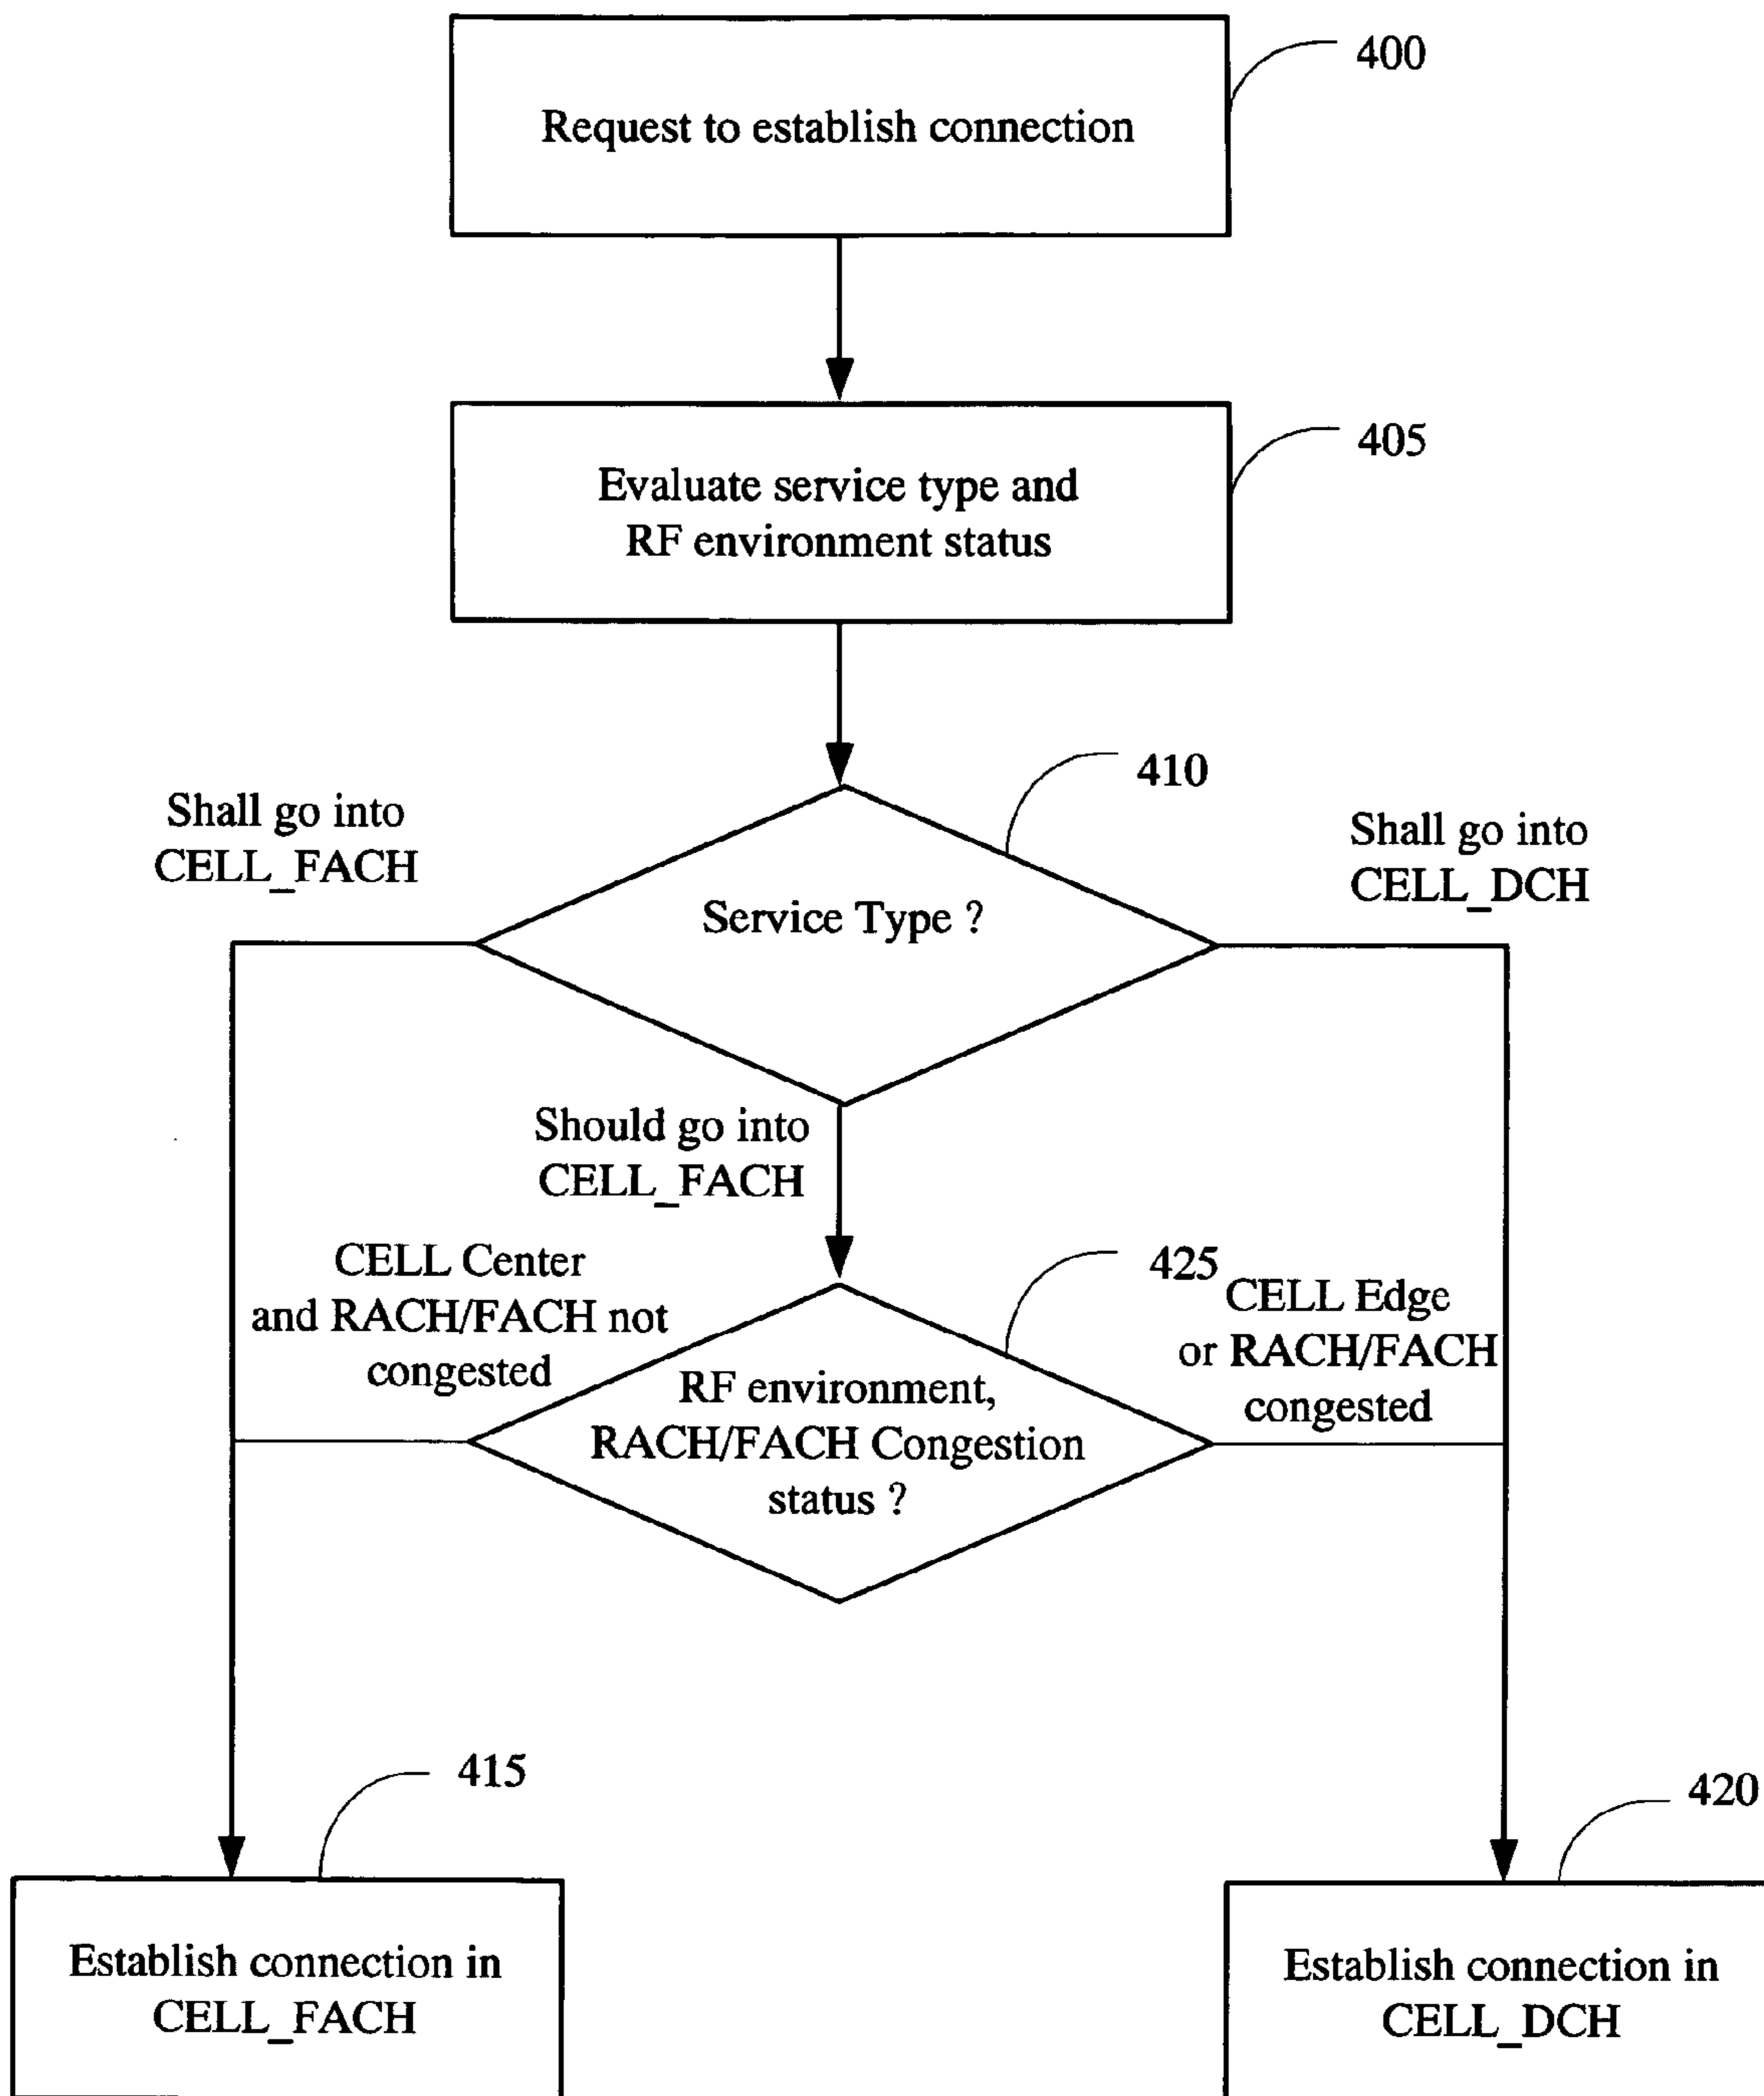 400
Request to establish connection
405
Evaluate service type and
RF environment status
410
Shall go into
CELL_FACH
Shall go into
CELL_DCH
Service Type ?
Should go into
CELL_FACH
CELL Center
and RACH/FACH not
congested
425
CELL Edge
or RACH/FACH
congested
RF environment,
RACH/FACH Congestion
status ?
415
420
Establish connection in
CELL_FACH
Establish connection in
CELL_DCH